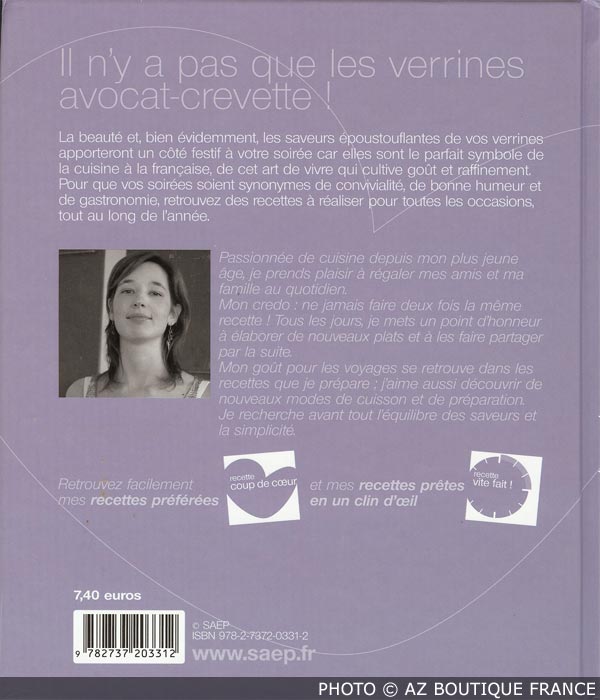 Il n'y a pas que les verrines
avocat-crevette !
La beauté et, bien évidemment, les saveurs époustouflantes de vos verrines
apporteront un côté festif à votre soirée car elles sont le parfait symbole de
la cuisine à la française, de cet art de vivre qui cultive goût et raffinement.
Pour que vos soirées soient synonymes de convivialité, de bonne humeur et
de gastronomie, retrouvez des recettes à réaliser pour toutes les occasions,
tout au long de l'année.
Passionnée de cuisine depuis mon plus jeune
âge, je prends plaisir à régaler mes amis et ma
famille au quotidien.
Mon credo : ne jamais faire deux fois la même
recette ! Tous les jours, je mets un point d'honneur
à élaborer de nouveaux plats et à les faire partager
par la suite.
Mon goût pour les voyages se retrouve dans les
recettes que je prépare ; j'aime aussi découvrir de
nouveaux modes de cuisson et de préparation.
Je recherche avant tout l'équilibre des saveurs et
la simplicité.
Retrouvez facilement
mes recettes préférées
recette
coup de cœur
et mes recettes prêtes
en un clin d'œil
recette
vite fait !
7,40 euros
9 782737 203312
© SAEP
ISBN 978-2-7372-0331-2
www.saep.fr
PHOTO © AZ BOUTIQUE FRANCE